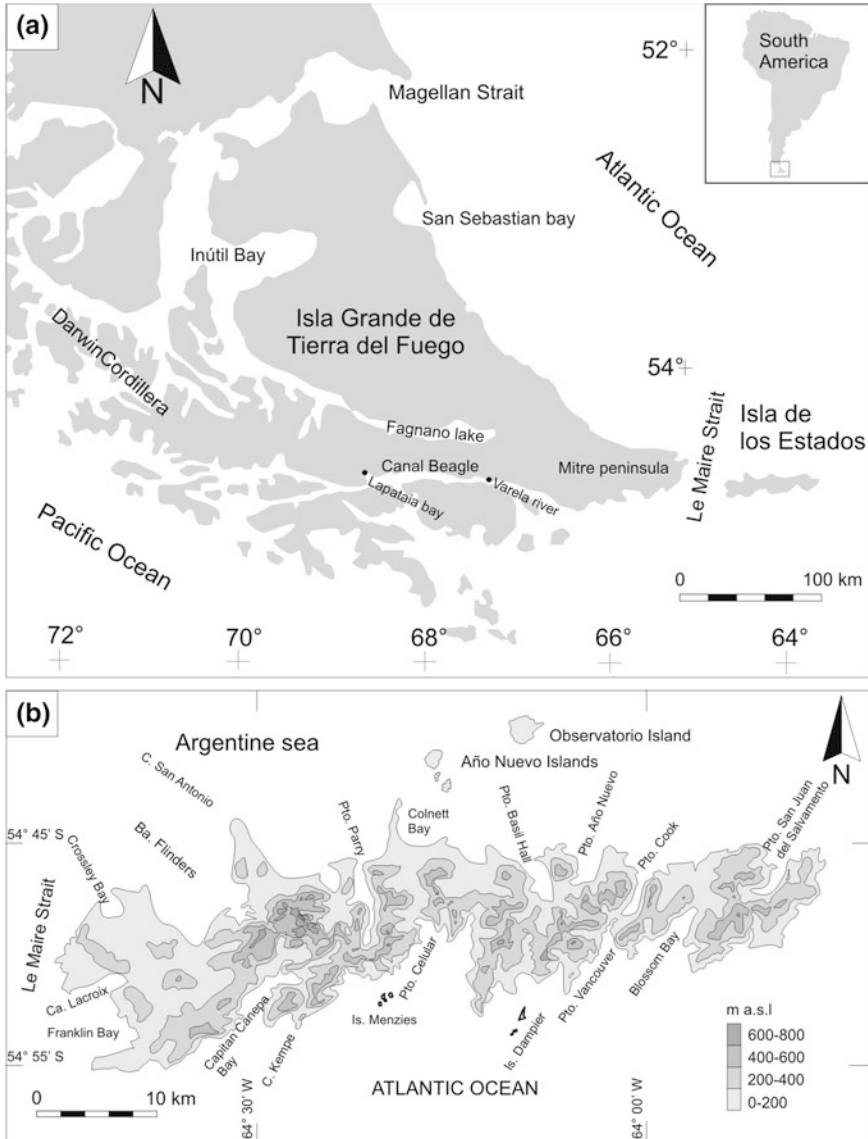 (a)
N
52°
South
America
Magellan Strait
Atlantic Ocean
San Sebastian bay
Inútil Bay
Isla Grande de
Tierra del Fuego
DarwinCordillera
54°
Le Maire Strait
Isla de
los Estados
Fagnano lake
Canal Beagle
Mitre peninsula
Lapataia bay
Varela river
Pacific Ocean
0
100 km
72°
70°
68°
66°
64°
(b)
Argentine sea
Observatorio Island
Año Nuevo Islands
N
C. San Antonio
Ba. Flinders
Pto. Parry
Colnett
Bay
Pto. Basil Hall
Pto. Año Nuevo
Pto. Cook
Pto. San Juan
del Salvamento
54° 45' S
Crossley Bay
Le Maire Strait
Ca. Lacroix
Franklin Bay
Capitan Canepa
Bay
C. Kempe
Is. Menzies
Pto. Celular
Is. Dampier
Pto. Vancouver
Blossom Bay
54° 55' S
m a.s.l
600-800
400-600
200-400
0-200
0
10 km
64° 30' W
ATLANTIC OCEAN
64° 00' W